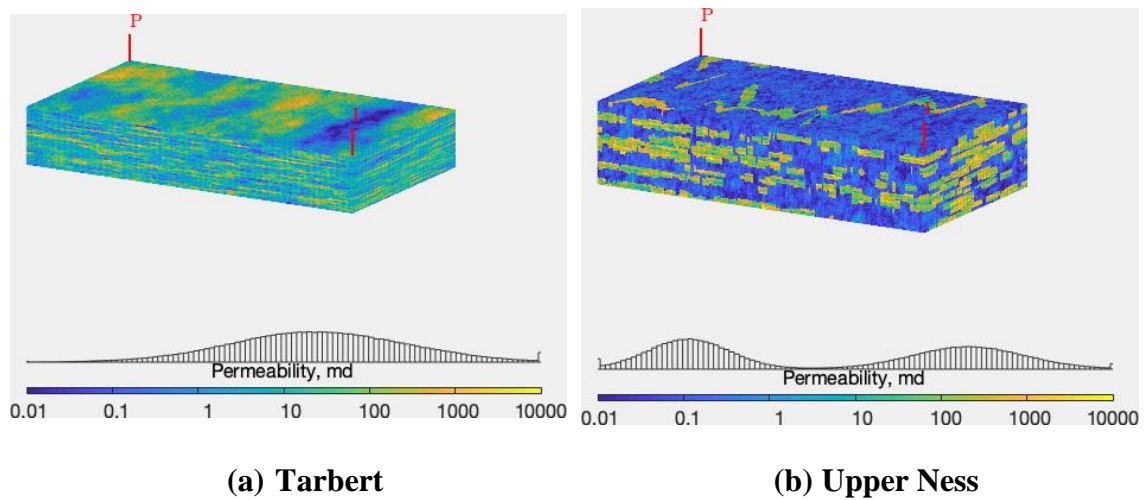 P
I
Permeability, md
0.01 0.1 1 10 100 1000 10000
(a) Tarbert
P
I
Permeability, md
0.01 0.1 1 10 100 1000 10000
(b) Upper Ness